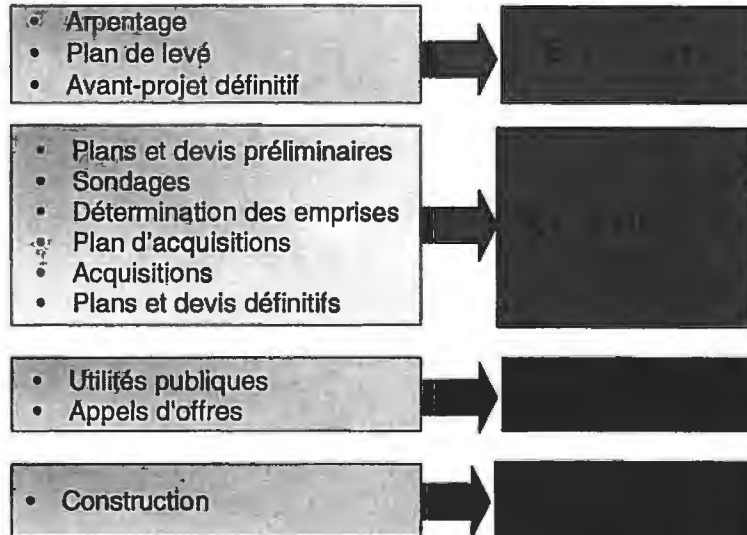 • Arpentage
• Plan de levé
• Avant-projet définitif
• Plans et devis préliminaires
• Sondages
• Détermination des emprises
• Plan d'acquisitions
• Acquisitions
• Plans et devis définitifs
• Utilités publiques
• Appels d'offres
• Construction